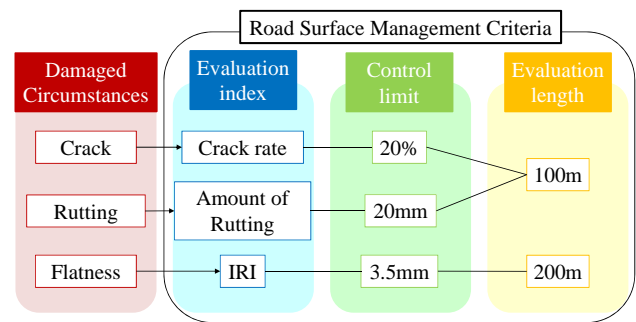 Road Surface Management Criteria
Damaged
Circumstances
Evaluation
index
Control
limit
Evaluation
length
Crack
Crack rate
20%
100m
Rutting
Amount of
Rutting
20mm
Flatness
IRI
3.5mm
200m